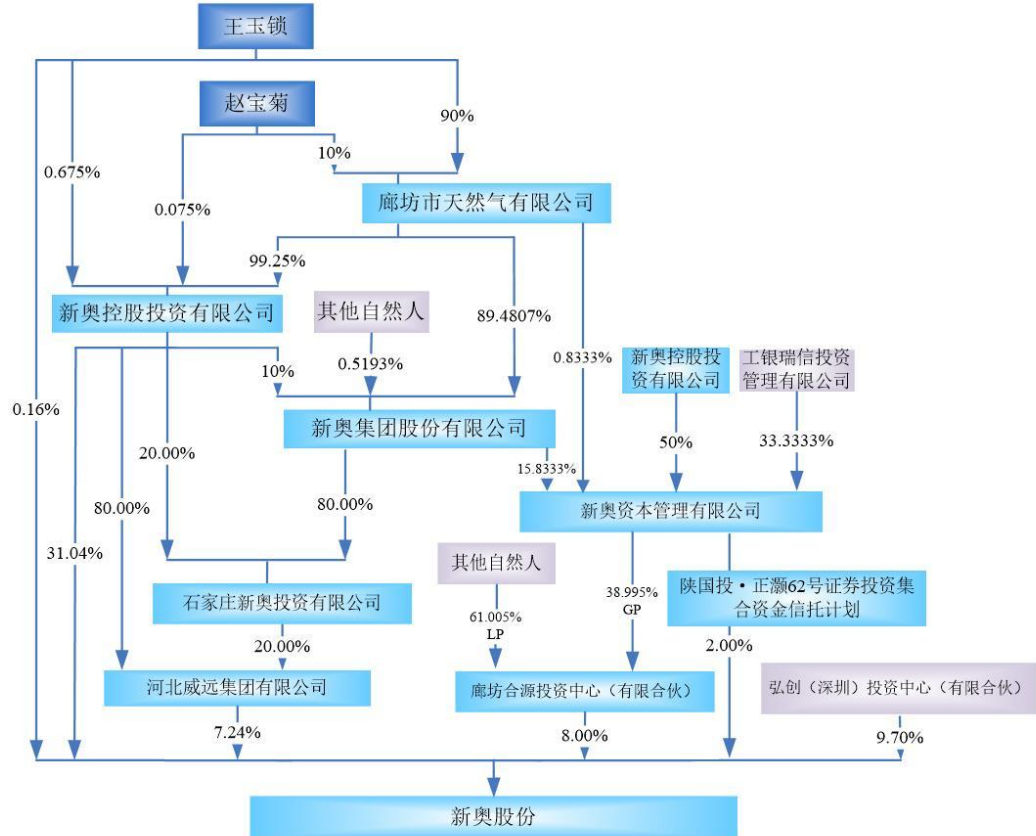 王玉锁
赵宝菊
90%
10%
0.675%
0.075%
廊坊市天然气有限公司
99.25%
新奥控股投资有限公司
其他自然人
89.4807%
0.8333%
新奥控股投
资有限公司
工银瑞信投资
管理有限公司
10%
0.5193%
0.16%
新奥集团股份有限公司
20.00%
50%
33.3333%
15.8333%
80.00%
80.00%
新奥资本管理有限公司
31.04%
其他自然人
38.995%
GP
陕国投·正灏62号证券投资集
合资金信托计划
石家庄新奥投资有限公司
61.005%
LP
20.00%
2.00%
河北威远集团有限公司
廊坊合源投资中心（有限合伙）
弘创（深圳）投资中心（有限合伙）
7.24%
8.00%
9.70%
新奥股份